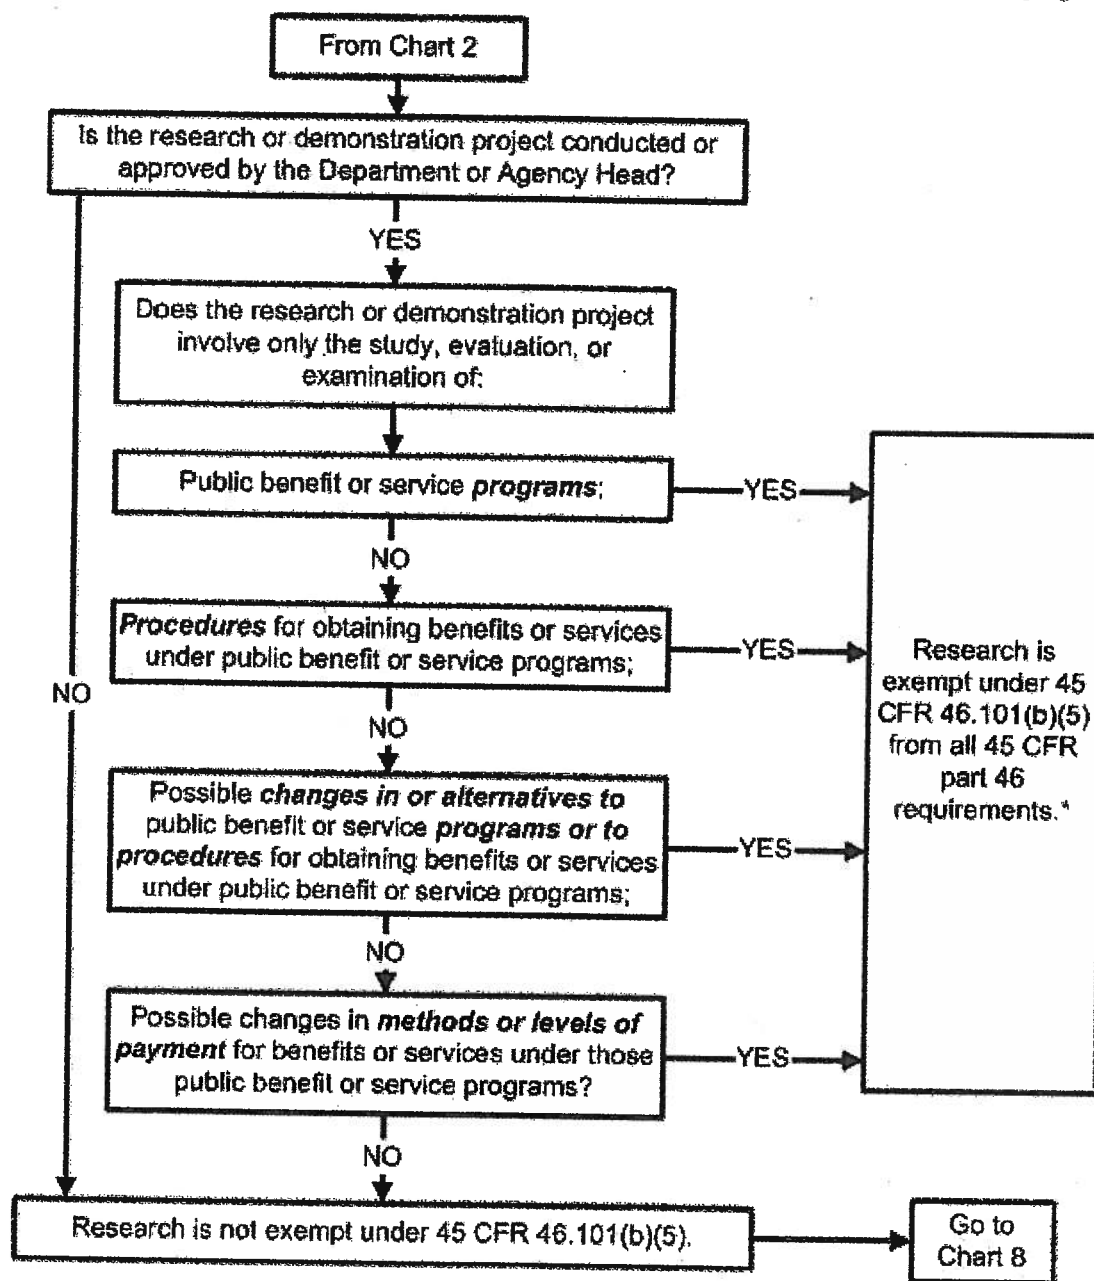 From Chart 2
Is the research or demonstration project conducted or
approved by the Department or Agency Head?
YES
Does the research or demonstration project
involve only the study, evaluation, or
examination of:
Public benefit or service programs;
YES
NO
Procedures for obtaining benefits or services
under public benefit or service programs;
YES
NO
NO
Possible changes in or alternatives to
public benefit or service programs or to
procedures for obtaining benefits or services
under public benefit or service programs;
YES
Research is
exempt under 45
CFR 46.101(b)(5)
from all 45 CFR
part 46
requirements.*
NO
Possible changes in methods or levels of
payment for benefits or services under those
public benefit or service programs?
YES
NO
Research is not exempt under 45 CFR 46.101(b)(5).
Go to
Chart 8